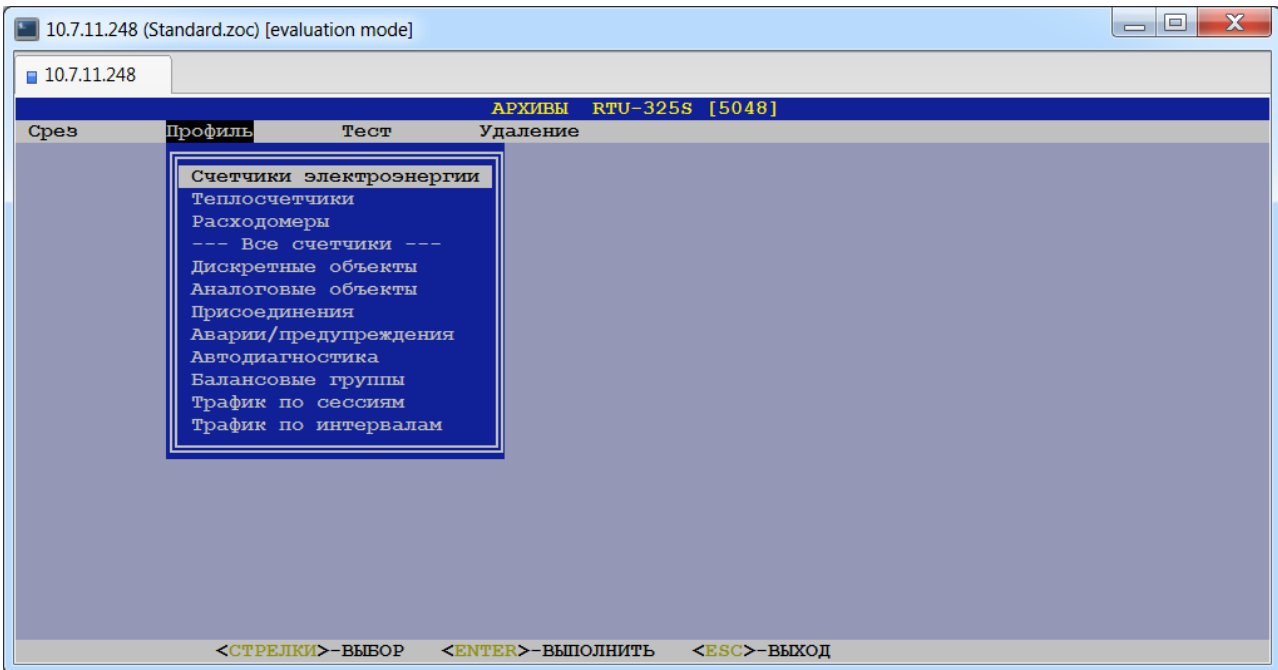 10.7.11.248 (Standard.zoc) [evaluation mode]
10.7.11.248
АРХИВЫ RTU-325S [5048]
Срез Профиль Тест Удаление
Счетчики электроэнергии
Теплосчетчики
Расходомеры
--- Все счетчики ---
Дискретные объекты
Аналоговые объекты
Присоединения
Аварии/предупреждения
Автодиагностика
Балансовые группы
Трафик по сессиям
Трафик по интервалам
<СТРЕЛКИ>-ВЫБОР <ENTER>-ВЫПОЛНИТЬ <ESC>-ВЫХОД